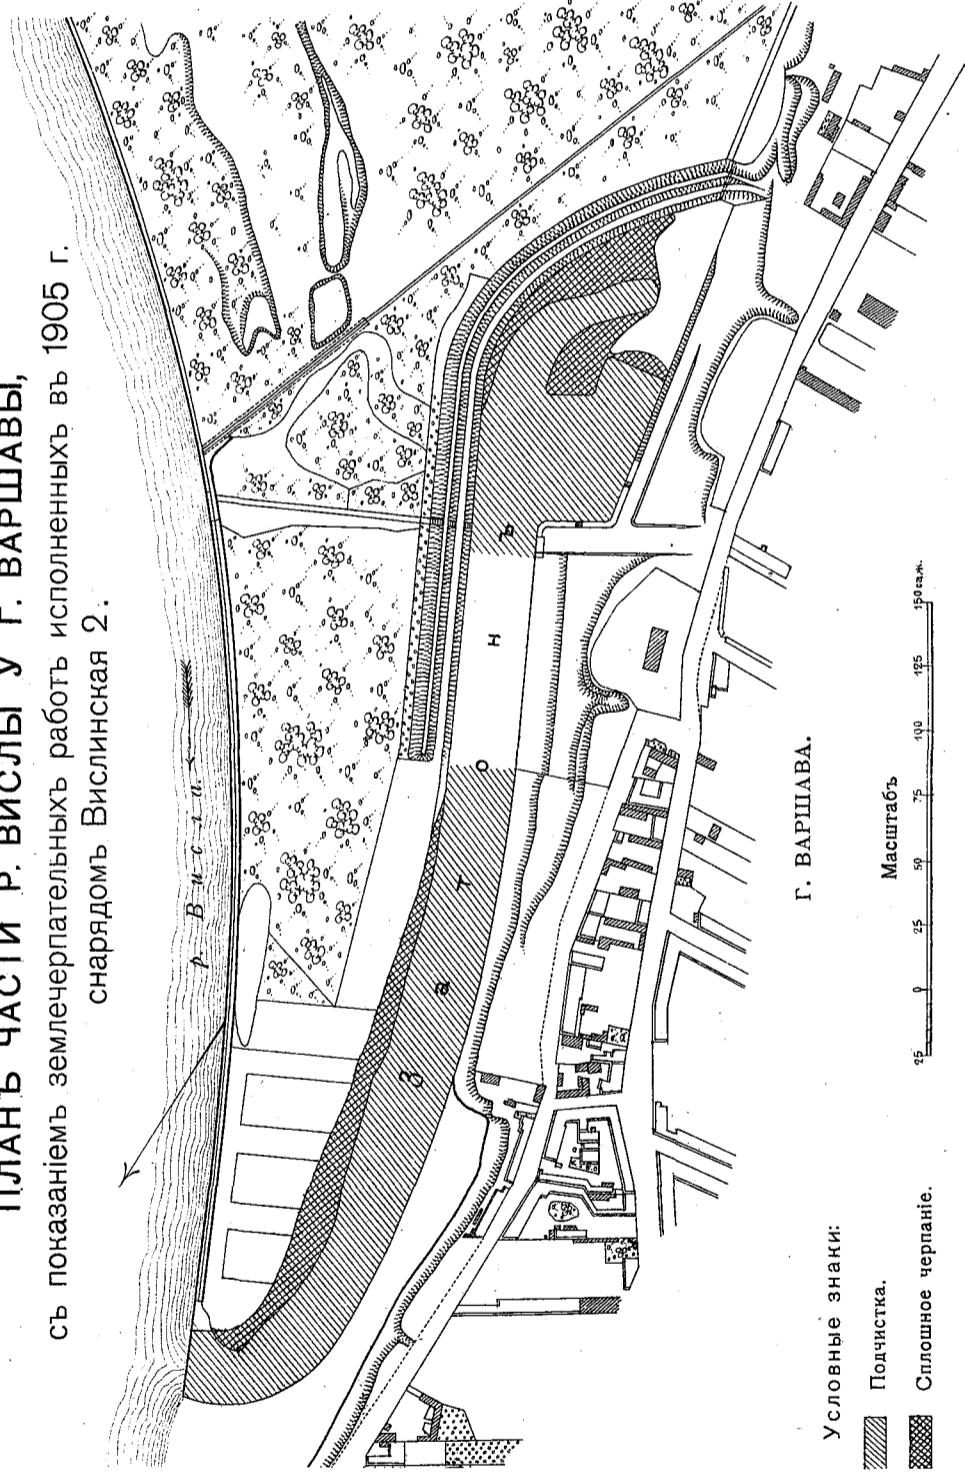 ПЛАНЪ ЧАСТИ Р. ВИСЛЫ У Г. ВАРШАВЫ,
съ показаніемъ землечерпательныхъ работъ исполненныхъ въ 1905 г.
снарядомъ Вислинская 2.
р. Висла.
Затонъ
Г. ВАРШАВА.
Масштабъ
25 0 25 50 75 100 125 150 саж.
Условные знаки:
Подчистка.
Сплошное черпаніе.